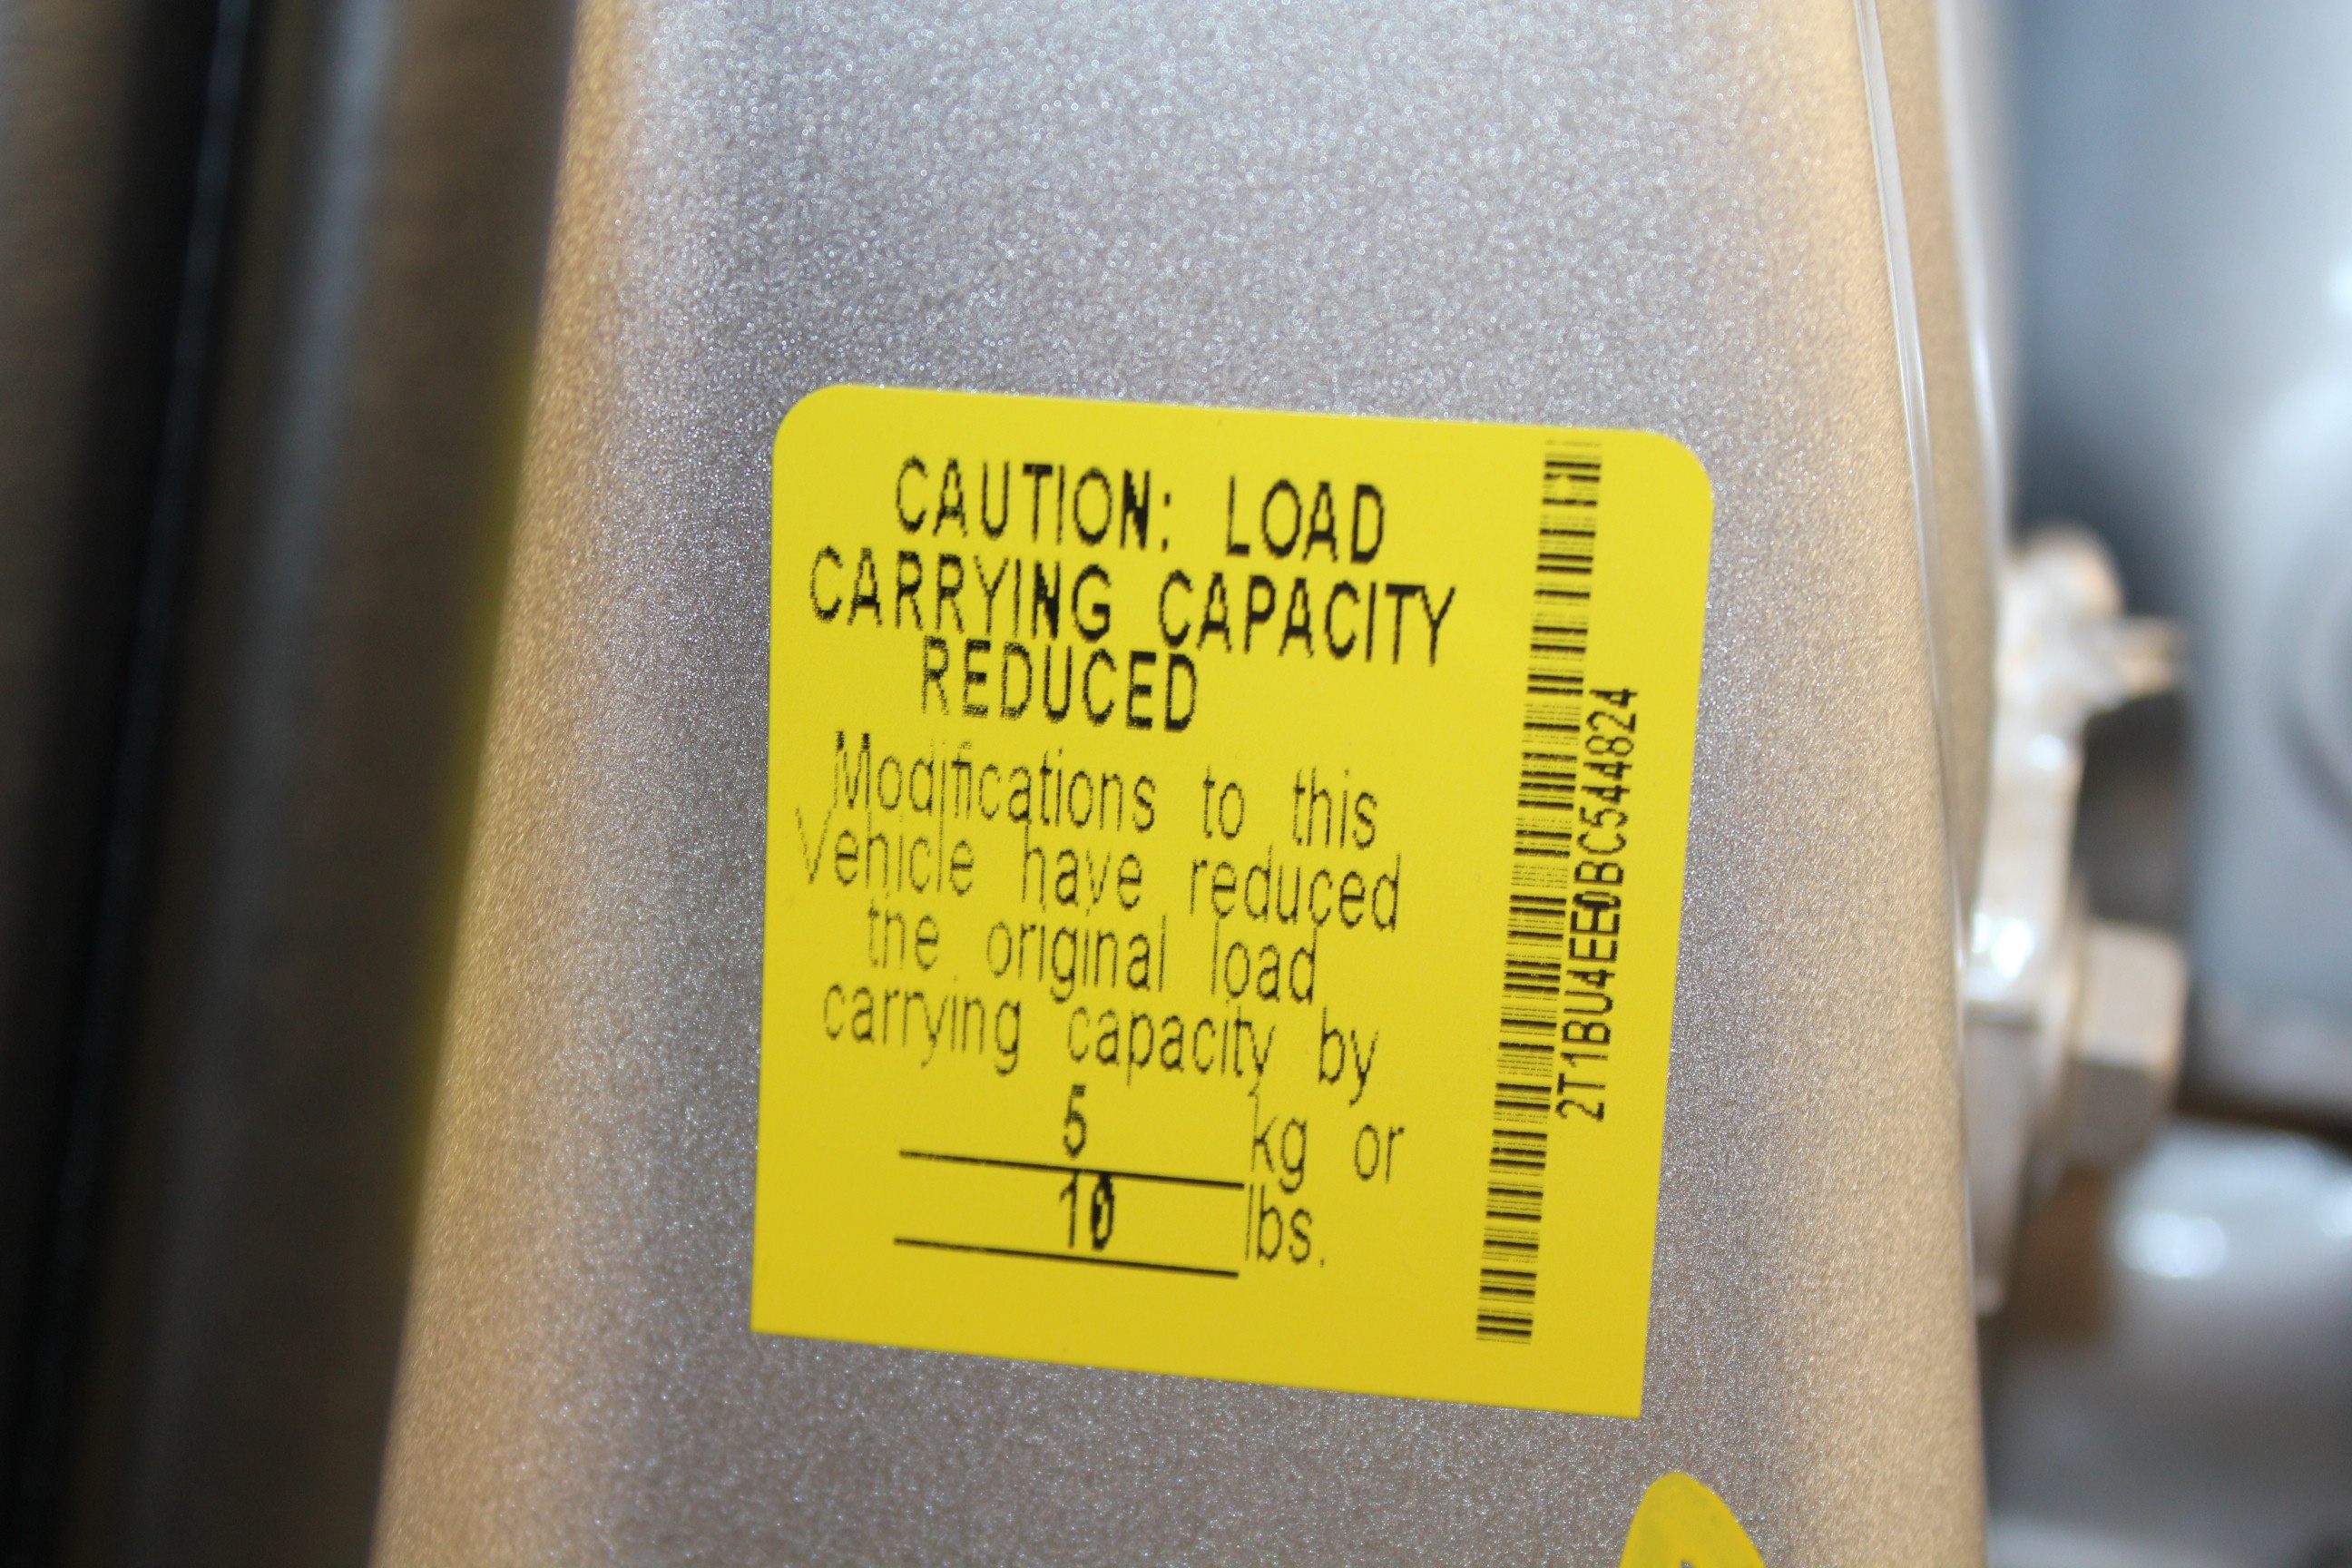 CAUTION: LOAD
CARRYING CAPACITY
REDUCED
Modifications to this
Vehicle have reduced
the original load
carrying capacity by
5 kg or
10 lbs.
2T1BU4EE0BC544824